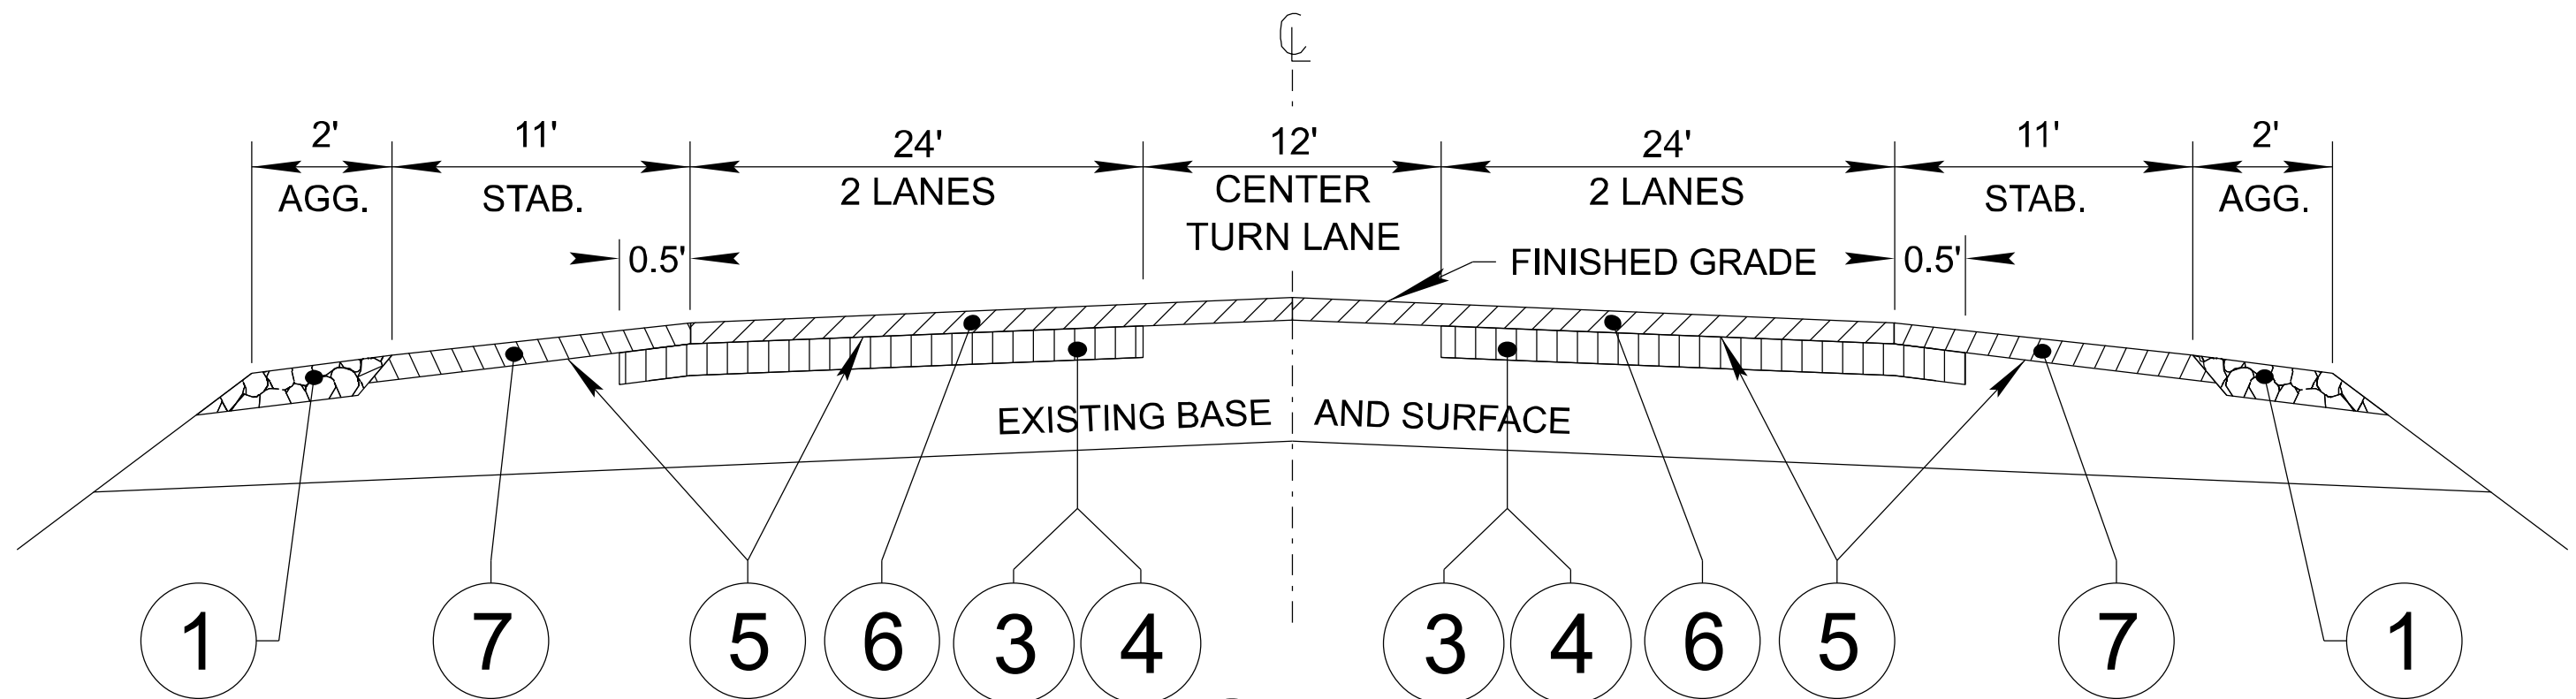 ℄
2' 11' 24' 12' 24' 11' 2'
AGG. STAB. 2 LANES CENTER 2 LANES STAB. AGG.
TURN LANE
0.5' FINISHED GRADE 0.5'
EXISTING BASE AND SURFACE
1 7 5 6 3 4 3 4 6 5 7 1